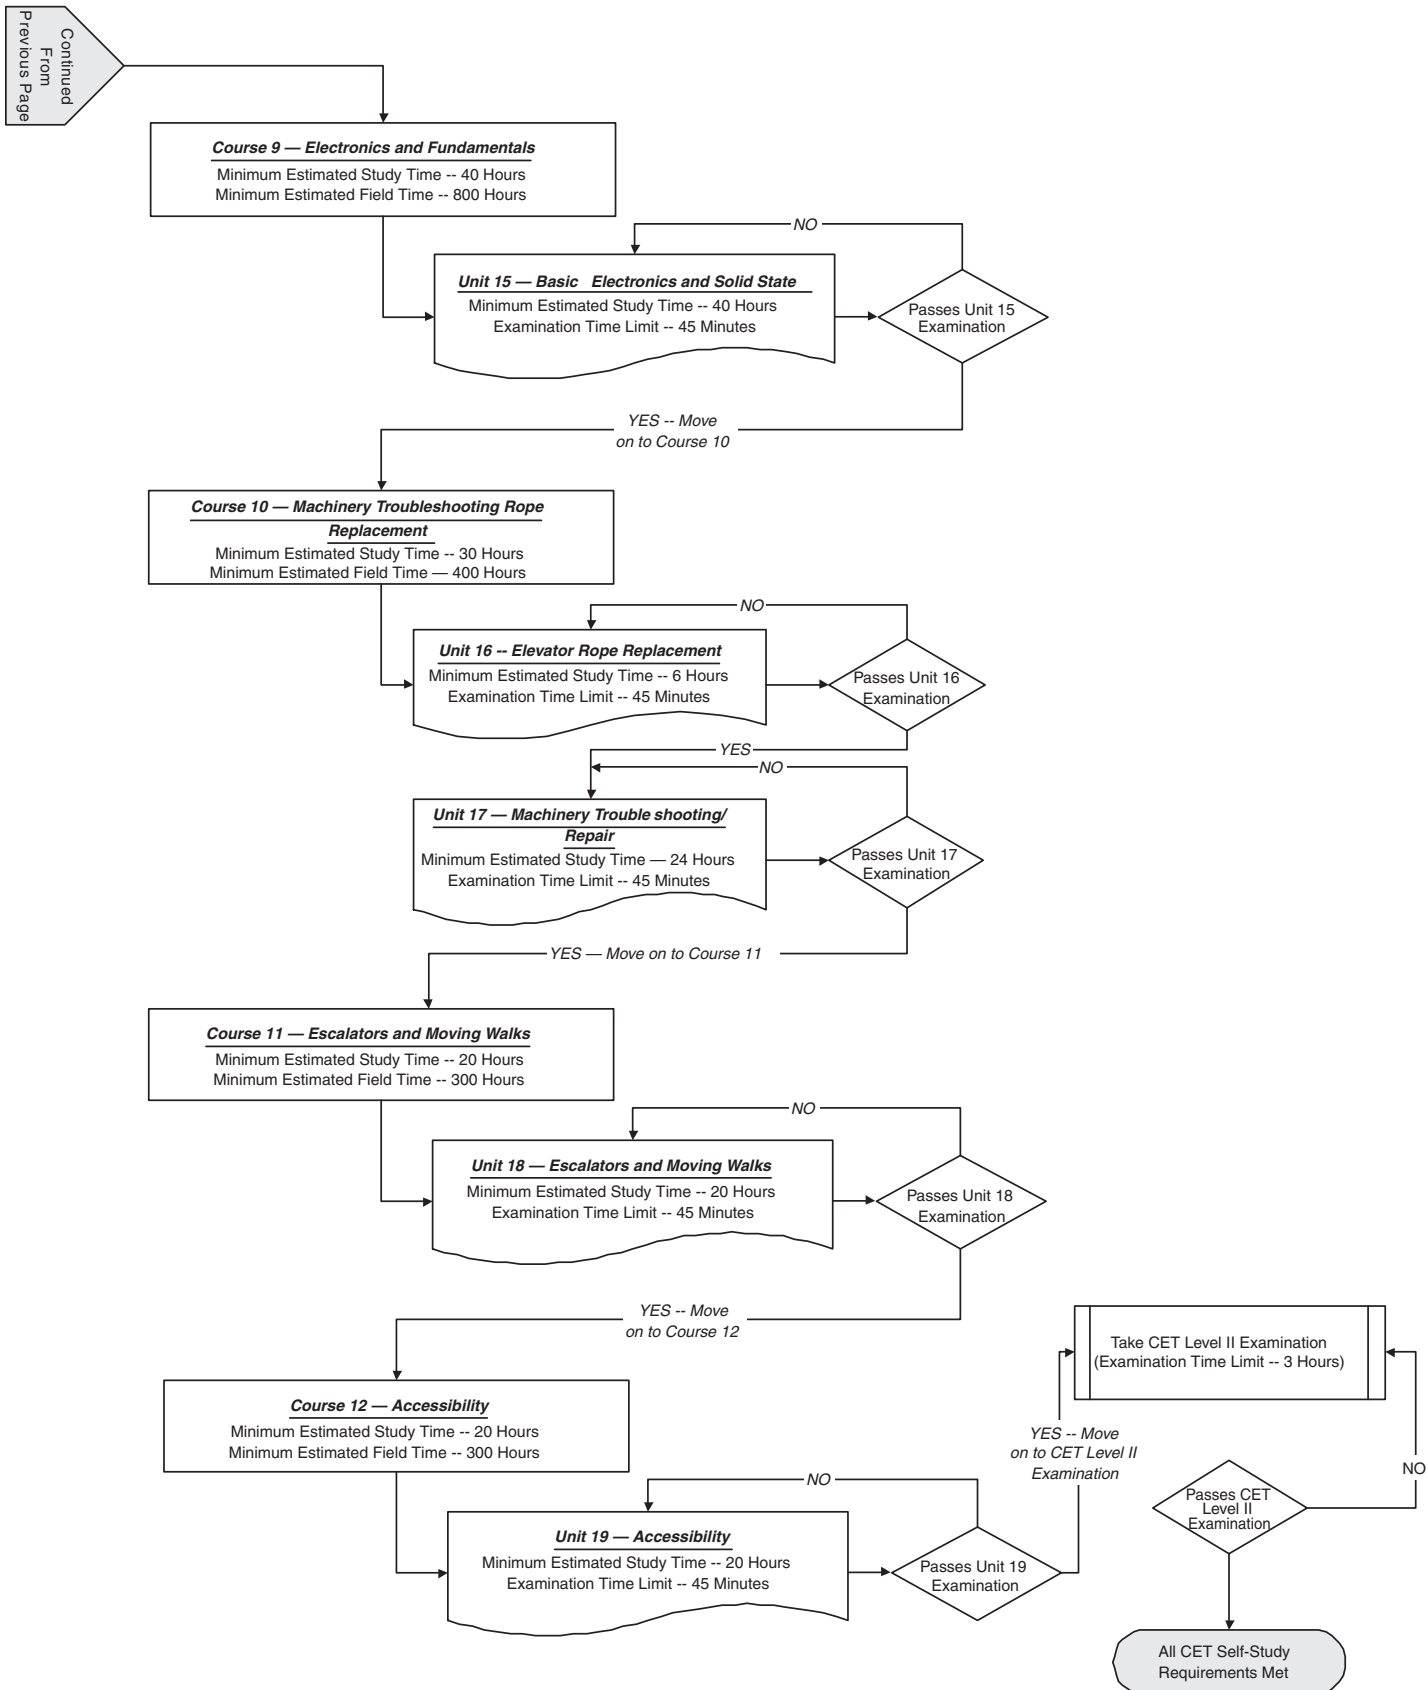 Continued
From
Previous Page
Course 9 — Electronics and Fundamentals
Minimum Estimated Study Time -- 40 Hours
Minimum Estimated Field Time -- 800 Hours
NO
Unit 15 — Basic Electronics and Solid State
Minimum Estimated Study Time -- 40 Hours
Examination Time Limit -- 45 Minutes
Passes Unit 15
Examination
YES -- Move
on to Course 10
Course 10 — Machinery Troubleshooting Rope
Replacement
Minimum Estimated Study Time -- 30 Hours
Minimum Estimated Field Time — 400 Hours
NO
Unit 16 -- Elevator Rope Replacement
Minimum Estimated Study Time -- 6 Hours
Examination Time Limit -- 45 Minutes
Passes Unit 16
Examination
YES
NO
Unit 17 — Machinery Trouble shooting/
Repair
Minimum Estimated Study Time — 24 Hours
Examination Time Limit -- 45 Minutes
Passes Unit 17
Examination
YES — Move on to Course 11
Course 11 — Escalators and Moving Walks
Minimum Estimated Study Time -- 20 Hours
Minimum Estimated Field Time -- 300 Hours
NO
Unit 18 — Escalators and Moving Walks
Minimum Estimated Study Time -- 20 Hours
Examination Time Limit -- 45 Minutes
Passes Unit 18
Examination
YES -- Move
on to Course 12
Course 12 — Accessibility
Minimum Estimated Study Time -- 20 Hours
Minimum Estimated Field Time -- 300 Hours
NO
Unit 19 — Accessibility
Minimum Estimated Study Time -- 20 Hours
Examination Time Limit -- 45 Minutes
Passes Unit 19
Examination
YES -- Move
on to CET Level II
Examination
Take CET Level II Examination
(Examination Time Limit -- 3 Hours)
NO
Passes CET
Level II
Examination
All CET Self-Study
Requirements Met